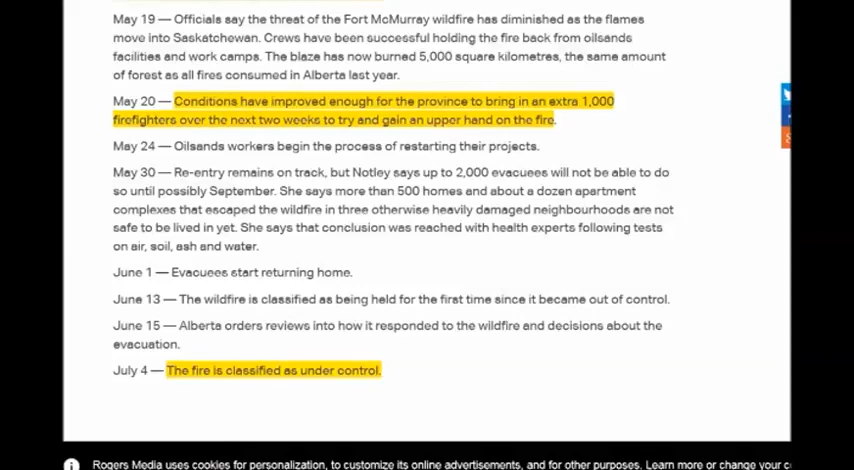 May 19 — Officials say the threat of the Fort McMurray wildfire has diminished as the flames
move into Saskatchewan. Crews have been successful holding the fire back from oilsands
facilities and work camps. The blaze has now burned 5,000 square kilometres, the same amount
of forest as all fires consumed in Alberta last year.
May 20 — Conditions have improved enough for the province to bring in an extra 1,000
firefighters over the next two weeks to try and gain an upper hand on the fire.
May 24 — Oilsands workers begin the process of restarting their projects.
May 30 — Re-entry remains on track, but Notley says up to 2,000 evacuees will not be able to do
so until possibly September. She says more than 500 homes and about a dozen apartment
complexes that escaped the wildfire in three otherwise heavily damaged neighbourhoods are not
safe to be lived in yet. She says that conclusion was reached with health experts following tests
on air, soil, ash and water.
June 1 — Evacuees start returning home.
June 13 — The wildfire is classified as being held for the first time since it became out of control.
June 15 — Alberta orders reviews into how it responded to the wildfire and decisions about the
evacuation.
July 4 — The fire is classified as under control.
Rogers Media uses cookies for personalization, to customize its online advertisements, and for other purposes. Learn more or change your c